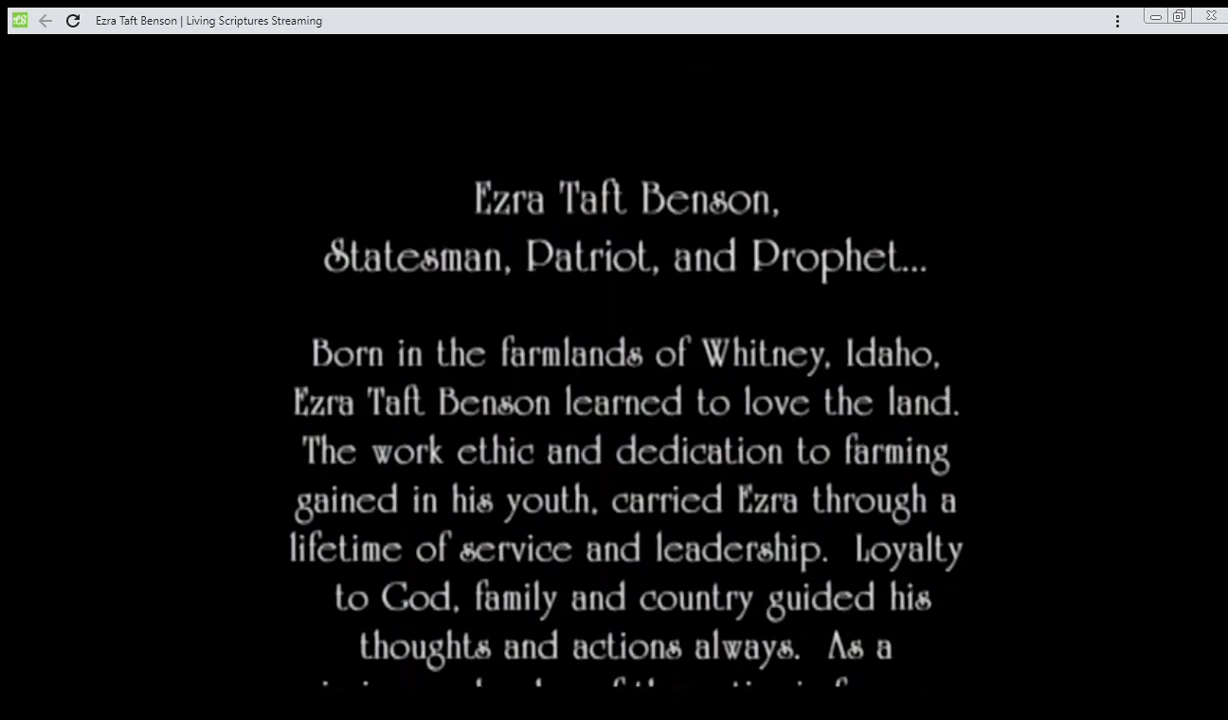 LS
Ezra Taft Benson | Living Scriptures Streaming
Ezra Taft Benson,
Statesman, Patriot, and Prophet...
Born in the farmlands of Whitney, Idaho,
Ezra Taft Benson learned to love the land.
The work ethic and dedication to farming
gained in his youth, carried Ezra through a
lifetime of service and leadership. Loyalty
to God, family and country guided his
thoughts and actions always. As a